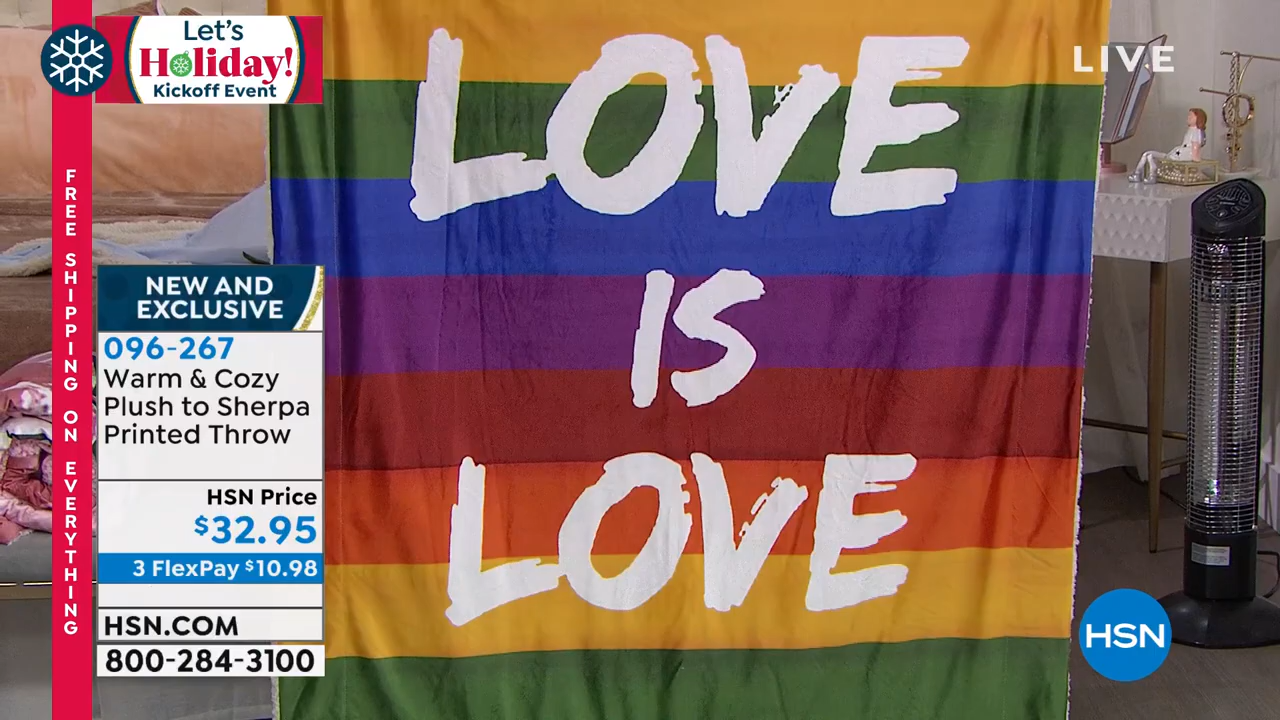 Let's
Holiday!
Kickoff Event
LIVE
LOVE
IS
LOVE
FREE SHIPPING ON EVERYTHING
NEW AND
EXCLUSIVE
096-267
Warm & Cozy
Plush to Sherpa
Printed Throw
HSN Price
$32.95
3 FlexPay $10.98
HSN.COM
800-284-3100
HSN